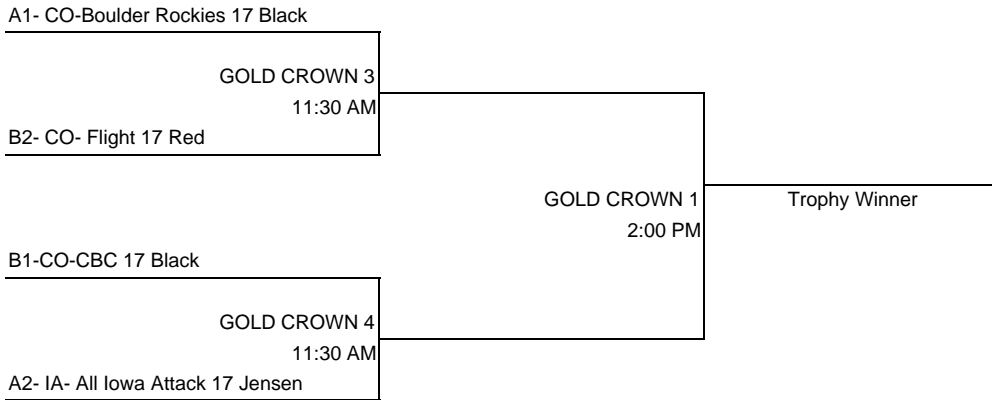 A1- CO-Boulder Rockies 17 Black
GOLD CROWN 3
11:30 AM
B2- CO- Flight 17 Red
GOLD CROWN 1
Trophy Winner
2:00 PM
B1-CO-CBC 17 Black
GOLD CROWN 4
11:30 AM
A2- IA- All Iowa Attack 17 Jensen